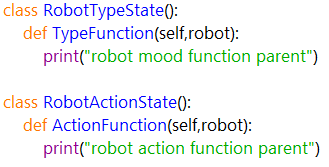 class RobotTypeState():
    def TypeFunction(self,robot):
        print("robot mood function parent")

class RobotActionState():
    def ActionFunction(self,robot):
        print("robot action function parent")